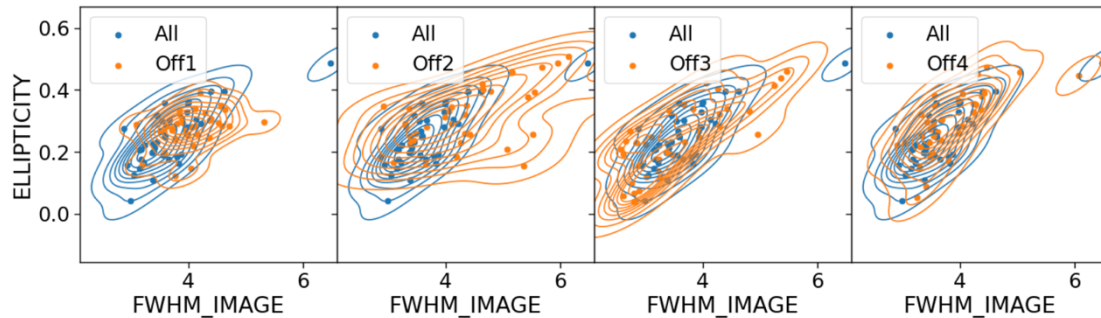 0.6
0.4
0.2
0.0
ELLIPTICITY
All
Off1
4
6
FWHM_IMAGE
All
Off2
4
6
FWHM_IMAGE
All
Off3
4
6
FWHM_IMAGE
All
Off4
4
6
FWHM_IMAGE